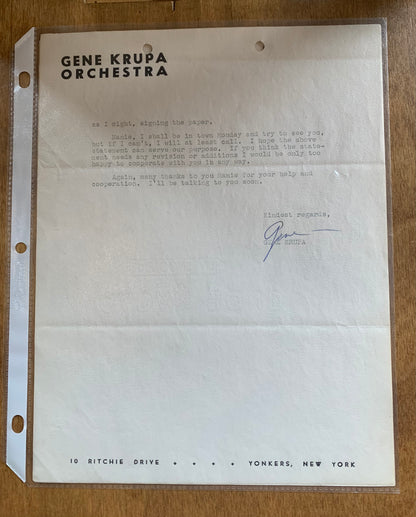 GENE KRUPA
ORCHESTRA
as I might, signing the paper.
Manie, I shall be in town Monday and try to see you,
but if I can't, I will at least call. I hope the above
statement can serve our purpose. If you think the state-
ment needs any revision or additions I would be only too
happy to cooperate with you in any way.
Again, many thanks to you Manie for your help and
cooperation. I'll be talking to you soon.
Kindest regards,
Gene
GENE KRUPA
10 RITCHIE DRIVE + + + + YONKERS, NEW YORK